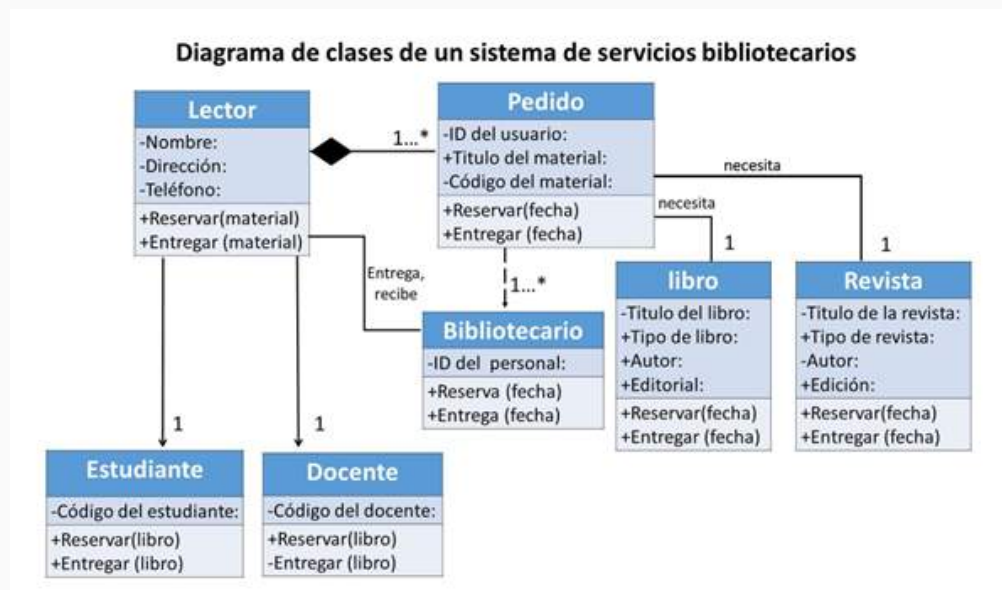 Diagrama de clases de un sistema de servicios bibliotecarios
Lector
-Nombre:
-Dirección:
-Teléfono:
+Reservar(material)
+Entregar (material)
1...*
Pedido
-ID del usuario:
+Titulo del material:
-Código del material:
+Reservar(fecha)
+Entregar (fecha)
necesita
necesita
1
1
Entrega,
recibe
1...*
Bibliotecario
-ID del  personal:
+Reserva (fecha)
+Entrega (fecha)
libro
-Titulo del libro:
+Tipo de libro:
+Autor:
+Editorial:
+Reservar(fecha)
+Entregar (fecha)
Revista
-Titulo de la revista:
+Tipo de revista:
-Autor:
+Edición:
+Reservar(fecha)
+Entregar (fecha)
1
1
Estudiante
-Código del estudiante:
+Reservar(libro)
+Entregar (libro)
Docente
-Código del docente:
+Reservar(libro)
-Entregar (libro)